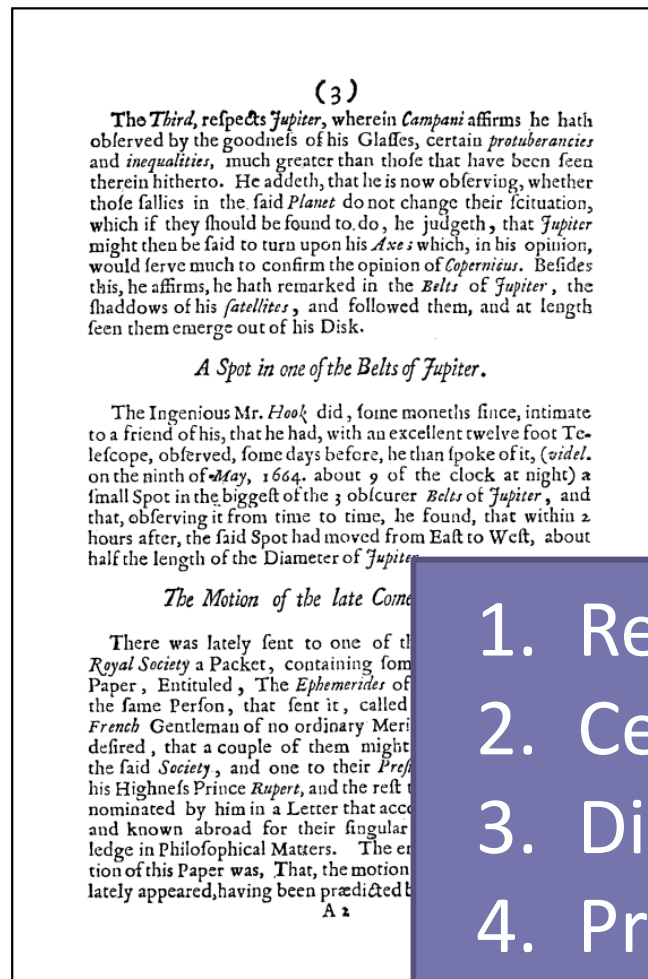 (3)
The Third, reſpects Jupiter, wherein Campani affirms he hath
obſerved by the goodneſs of his Glaſſes, certain protuberancies
and inequalities, much greater than thoſe that have been ſeen
therein hitherto. He addeth, that he is now obſerving, whether
thoſe ſallies in the ſaid Planet do not change their ſcituation,
which if they ſhould be found to do, he judgeth, that Jupiter
might then be ſaid to turn upon his Axe; which, in his opinion,
would ſerve much to confirm the opinion of Copernicus. Beſides
this, he affirms, he hath remarked in the Belts of Jupiter, the
ſhaddows of his ſatellites, and followed them, and at length
ſeen them emerge out of his Disk.
A Spot in one of the Belts of Jupiter.
The Ingenious Mr. Hook did, ſome moneths ſince, intimate
to a friend of his, that he had, with an excellent twelve foot Te-
leſcope, obſerved, ſome days before, he than ſpoke of it, (videl.
on the ninth of May, 1664. about 9 of the clock at night) a
ſmall Spot in the biggeſt of the 3 obſcurer Belts of Jupiter, and
that, obſerving it from time to time, he found, that within 2
hours after, the ſaid Spot had moved from Eaſt to Weſt, about
half the length of the Diameter of Jupiter
The Motion of the late Come
There was lately ſent to one of t
Royal Society a Packet, containing ſom
Paper, Entituled, The Ephemerides of
the ſame Perſon, that ſent it, called
French Gentleman of no ordinary Meri
deſired, that a couple of them might
the ſaid Society, and one to their Preſi
his Highneſs Prince Rupert, and the reſt
nominated by him in a Letter that acco
and known abroad for their ſingular
ledge in Philoſophical Matters. The e
tion of this Paper was, That, the motion
lately appeared, having been prædicted
A 2
1. Re
2. Ce
3. Di
4. Pr